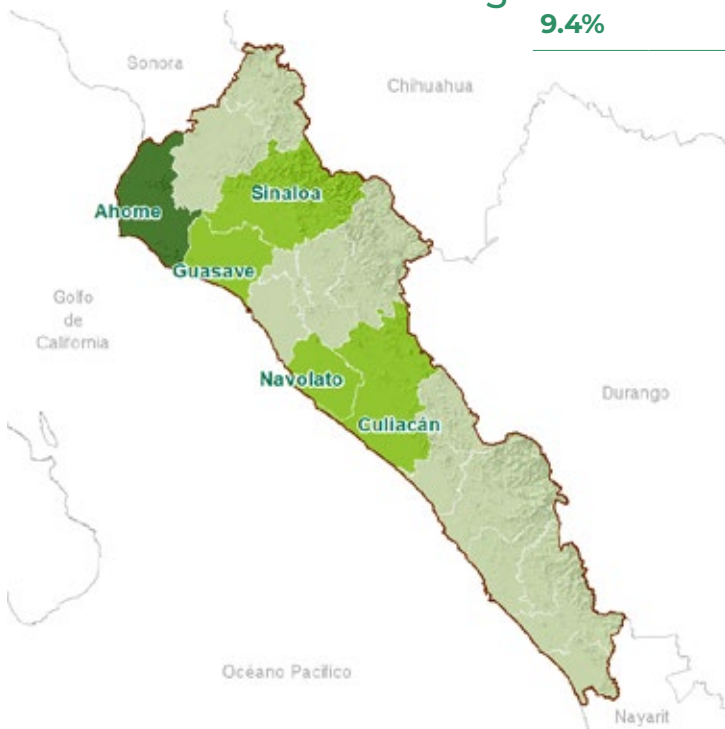 9.4%
Sonora
Chihuahua
Sinaloa
Ahome
Guasave
Golfo
de
California
Navolato
Durango
Culiacán
Océano Pacífico
Nayarit